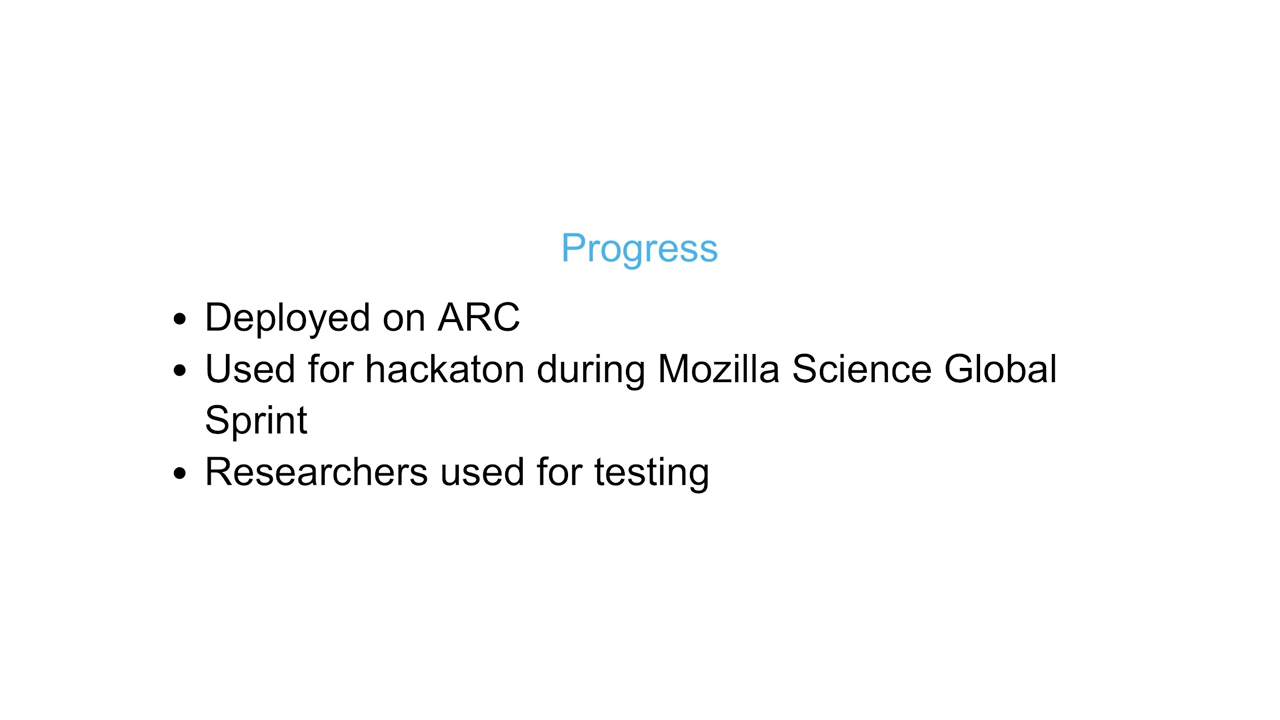 Progress
• Deployed on ARC
• Used for hackaton during Mozilla Science Global
Sprint
• Researchers used for testing